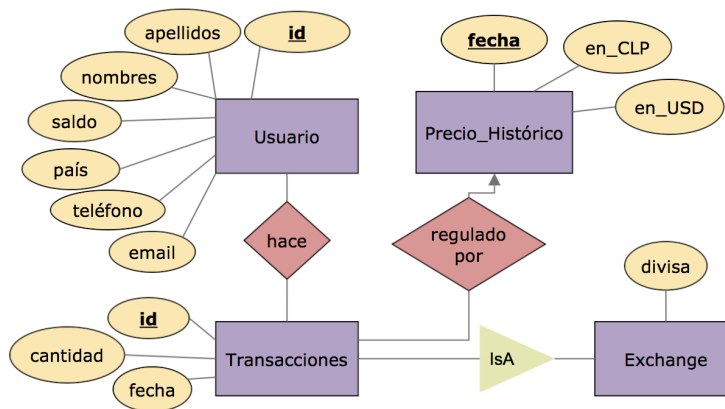 apellidos
id
nombres
saldo
país
teléfono
email
Usuario
fecha
en_CLP
en_USD
Precio_Histórico
hace
regulado
por
id
cantidad
fecha
Transacciones
IsA
divisa
Exchange